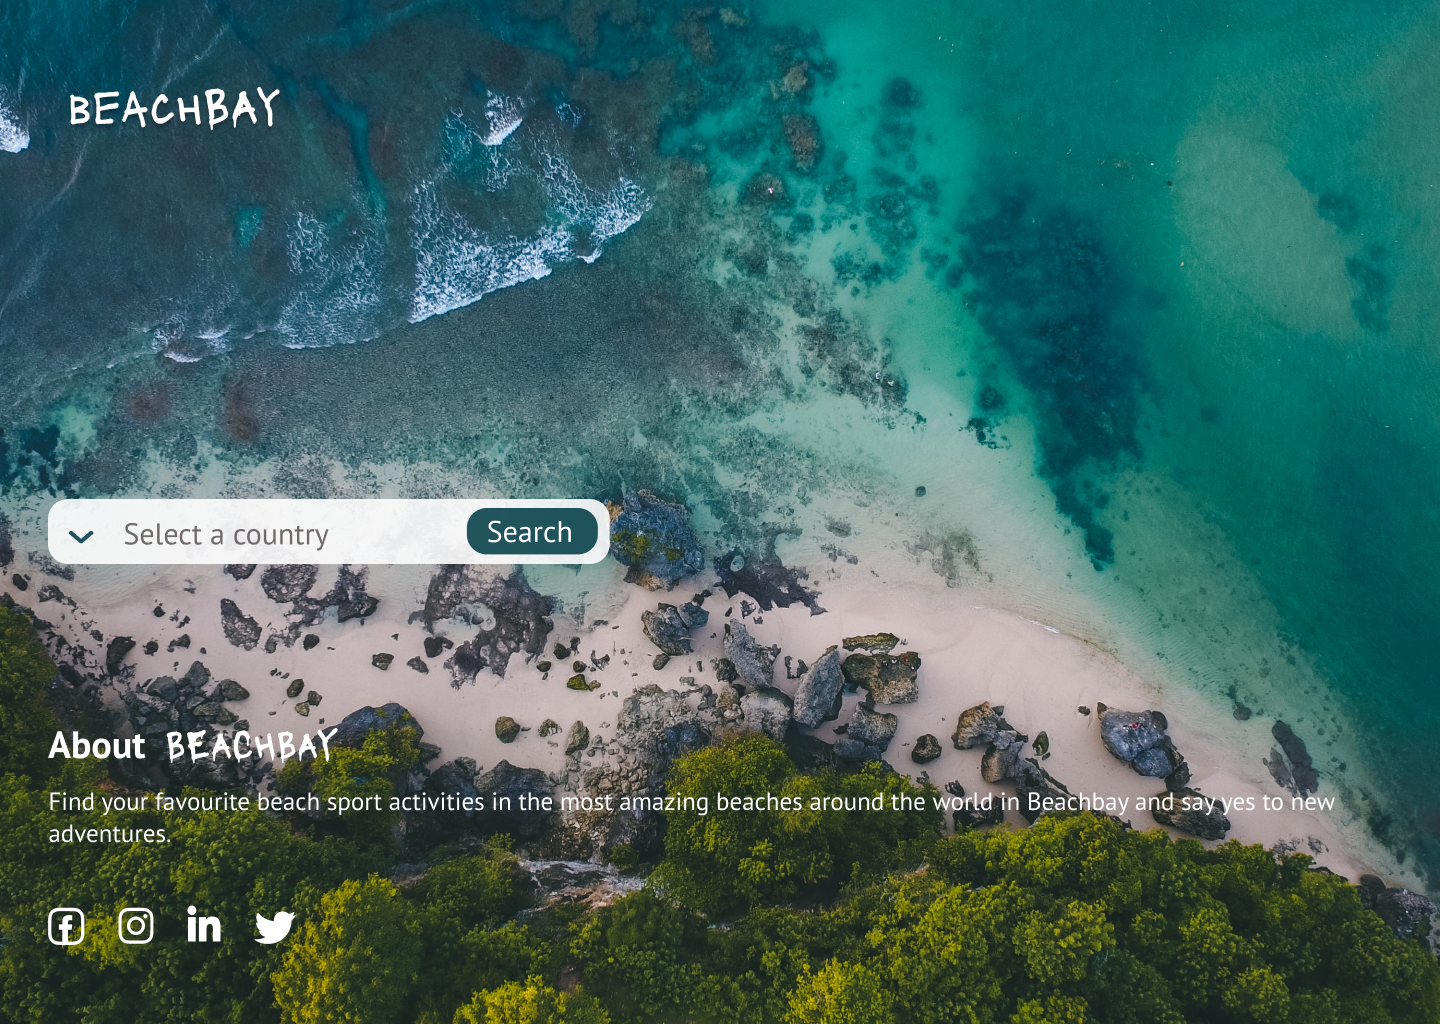 BEACHBAY
Select a country
Search
About BEACHBAY
Find your favourite beach sport activities in the most amazing beaches around the world in Beachbay and say yes to new
adventures.